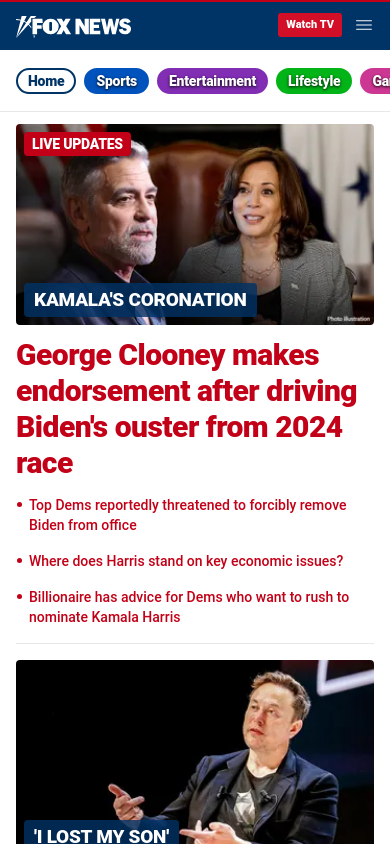 FOX NEWS
Watch TV
Home
Sports
Entertainment
Lifestyle
Ga
LIVE UPDATES
KAMALA'S CORONATION
Photo Illustration
George Clooney makes
endorsement after driving
Biden's ouster from 2024
race
• Top Dems reportedly threatened to forcibly remove
Biden from office
• Where does Harris stand on key economic issues?
• Billionaire has advice for Dems who want to rush to
nominate Kamala Harris
'I LOST MY SON'